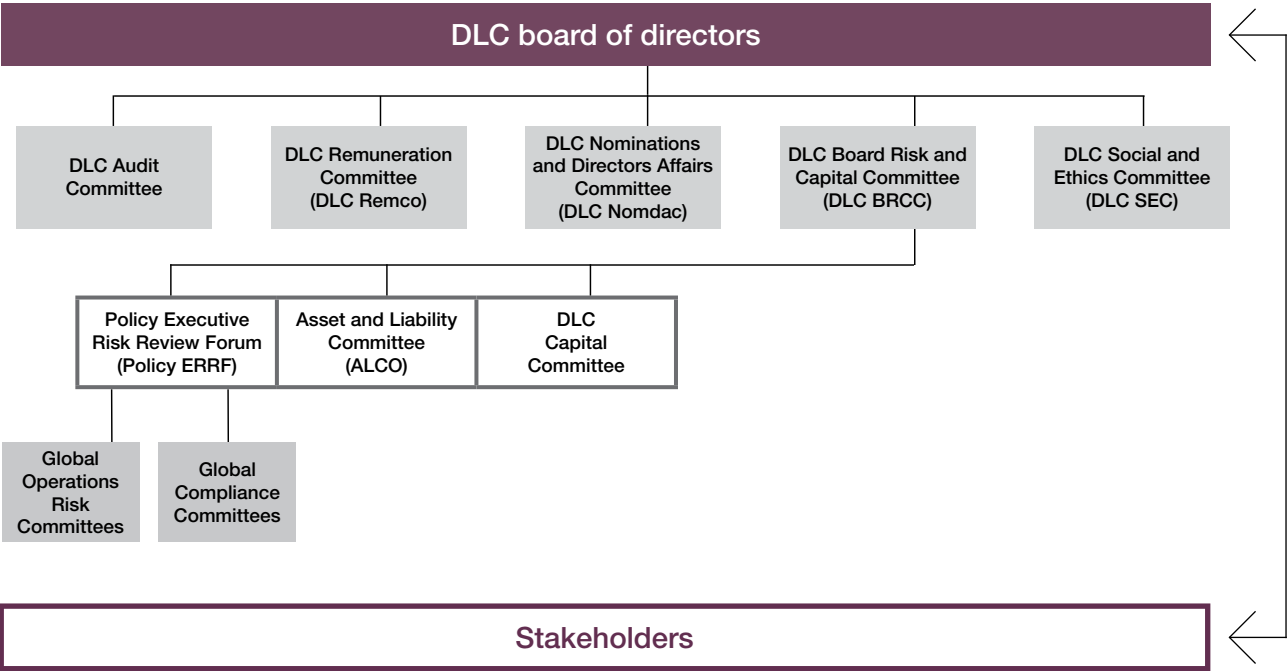 DLC board of directors
DLC Audit
Committee
DLC Remuneration
Committee
(DLC Remco)
DLC Nominations
and Directors Affairs
Committee
(DLC Nomdac)
DLC Board Risk and
Capital Committee
(DLC BRCC)
DLC Social and
Ethics Committee
(DLC SEC)
Policy Executive
Risk Review Forum
(Policy ERRF)
Asset and Liability
Committee
(ALCO)
DLC
Capital
Committee
Global
Operations
Risk
Committees
Global
Compliance
Committees
Stakeholders